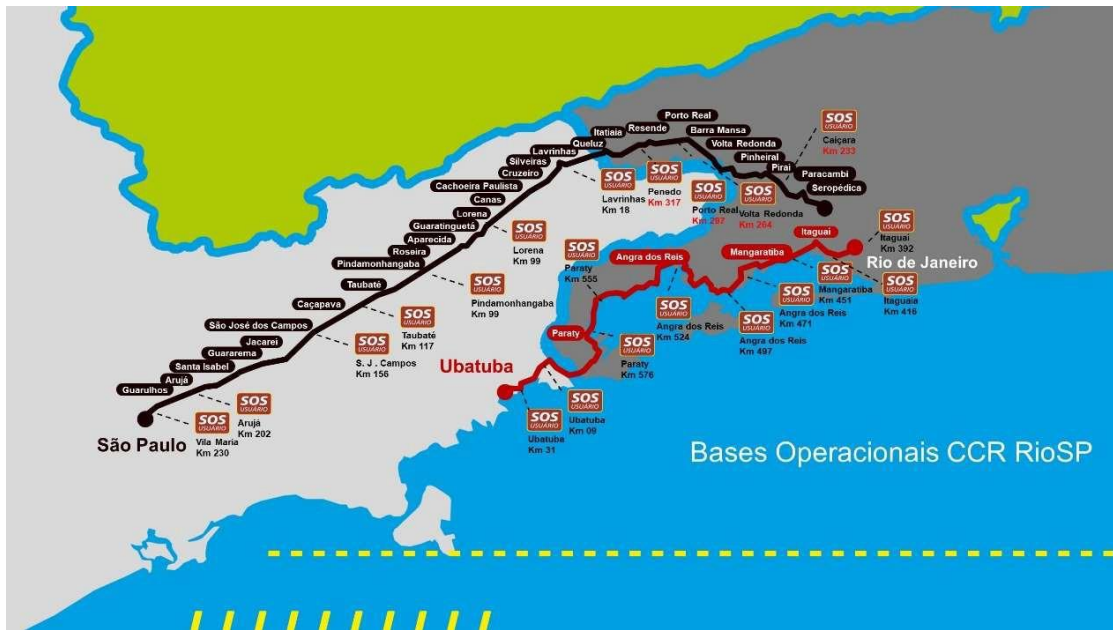 Porto Real
Resende
Itatiaia
Barra Mansa
Queluz
Volta Redonda
Lavrinhas
Pinheiral
Silveiras
Piraí
Cruzeiro
Paracambi
Cachoeira Paulista
Seropédica
Canas
Lorena
Guaratinguetá
Aparecida
Roseira
Pindamonhangaba
Taubaté
Caçapava
São José dos Campos
Jacareí
Guararema
Santa Isabel
Arujá
Guarulhos
São Paulo
SOS
USUÁRIO
Caiçara
Km 233
SOS
USUÁRIO
Lavrinhas
Km 18
SOS
USUÁRIO
Penedo
Km 317
SOS
USUÁRIO
Porto Real
Km 297
SOS
USUÁRIO
Volta Redonda
Km 264
SOS
USUÁRIO
Lorena
Km 99
SOS
USUÁRIO
Pindamonhangaba
Km 99
SOS
USUÁRIO
Taubaté
Km 117
SOS
USUÁRIO
S. J . Campos
Km 156
SOS
USUÁRIO
Arujá
Km 202
SOS
USUÁRIO
Vila Maria
Km 230
SOS
USUÁRIO
Itaguai
Km 392
Itaguai
Rio de Janeiro
Mangaratiba
Angra dos Reis
Paraty
Ubatuba
SOS
USUÁRIO
Paraty
Km 555
SOS
USUÁRIO
Itaguaia
Km 416
SOS
USUÁRIO
Mangaratiba
Km 451
SOS
USUÁRIO
Angra dos Reis
Km 471
SOS
USUÁRIO
Angra dos Reis
Km 497
SOS
USUÁRIO
Angra dos Reis
Km 524
SOS
USUÁRIO
Paraty
Km 576
SOS
USUÁRIO
Ubatuba
Km 09
SOS
USUÁRIO
Ubatuba
Km 31
Bases Operacionais CCR RioSP